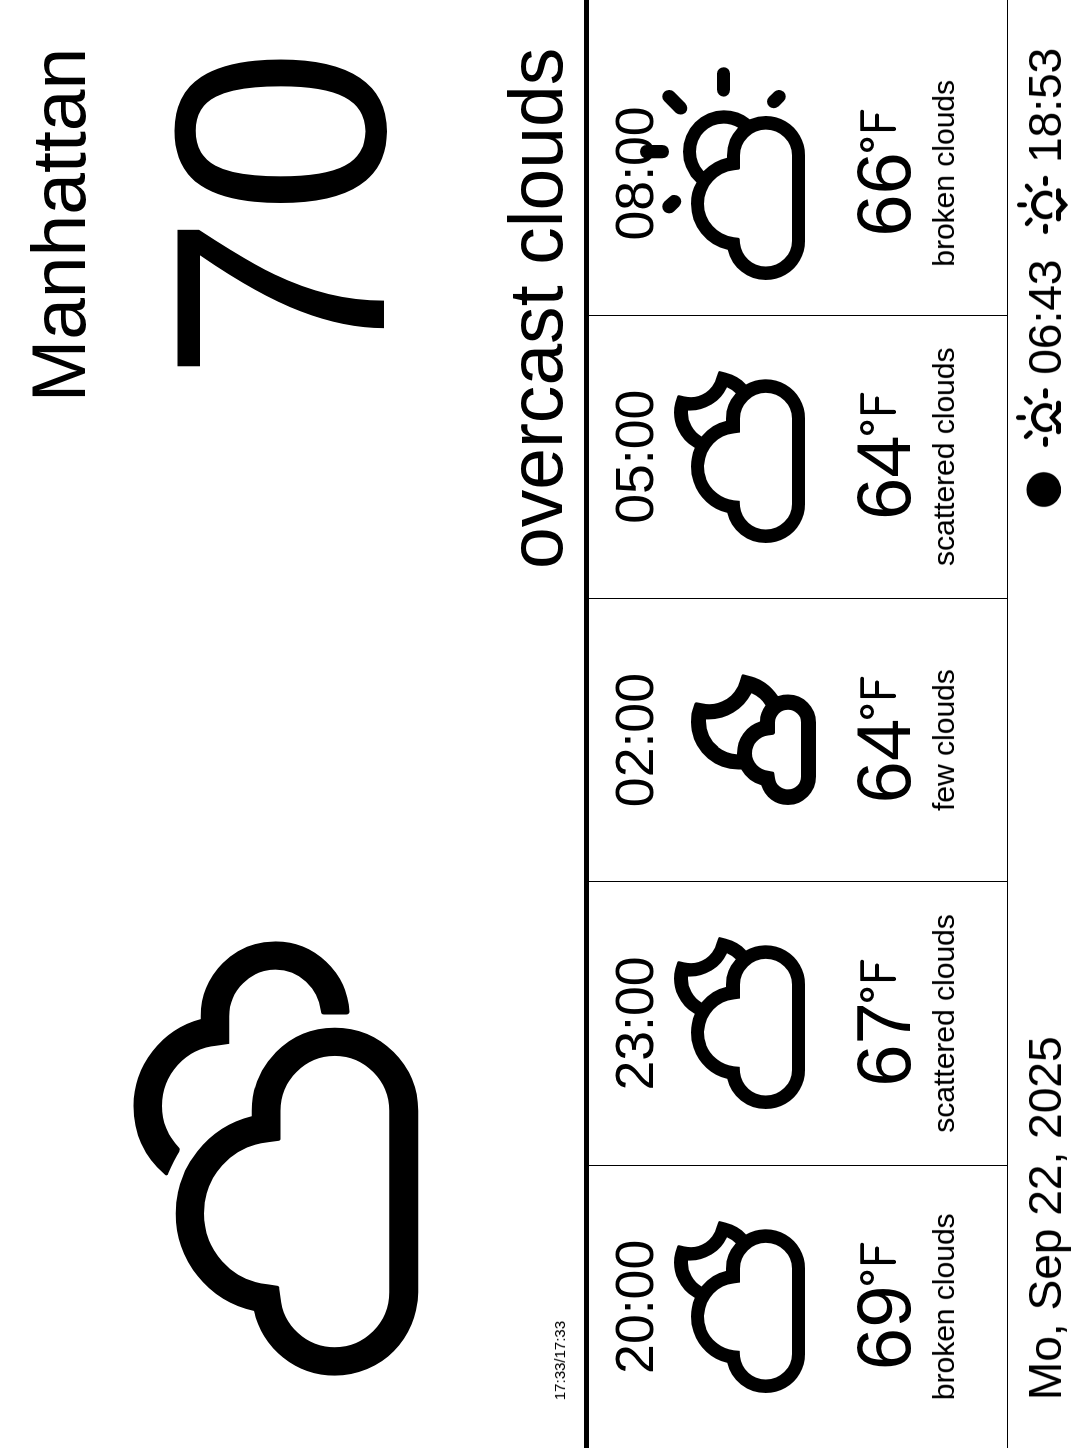 Manhattan
70
overcast clouds
17:33/17:33
20:00 23:00 02:00 05:00 08:00
69°F 67°F 64°F 64°F 66°F
broken clouds scattered clouds few clouds scattered clouds broken clouds
Mo, Sep 22, 2025 06:43 18:53